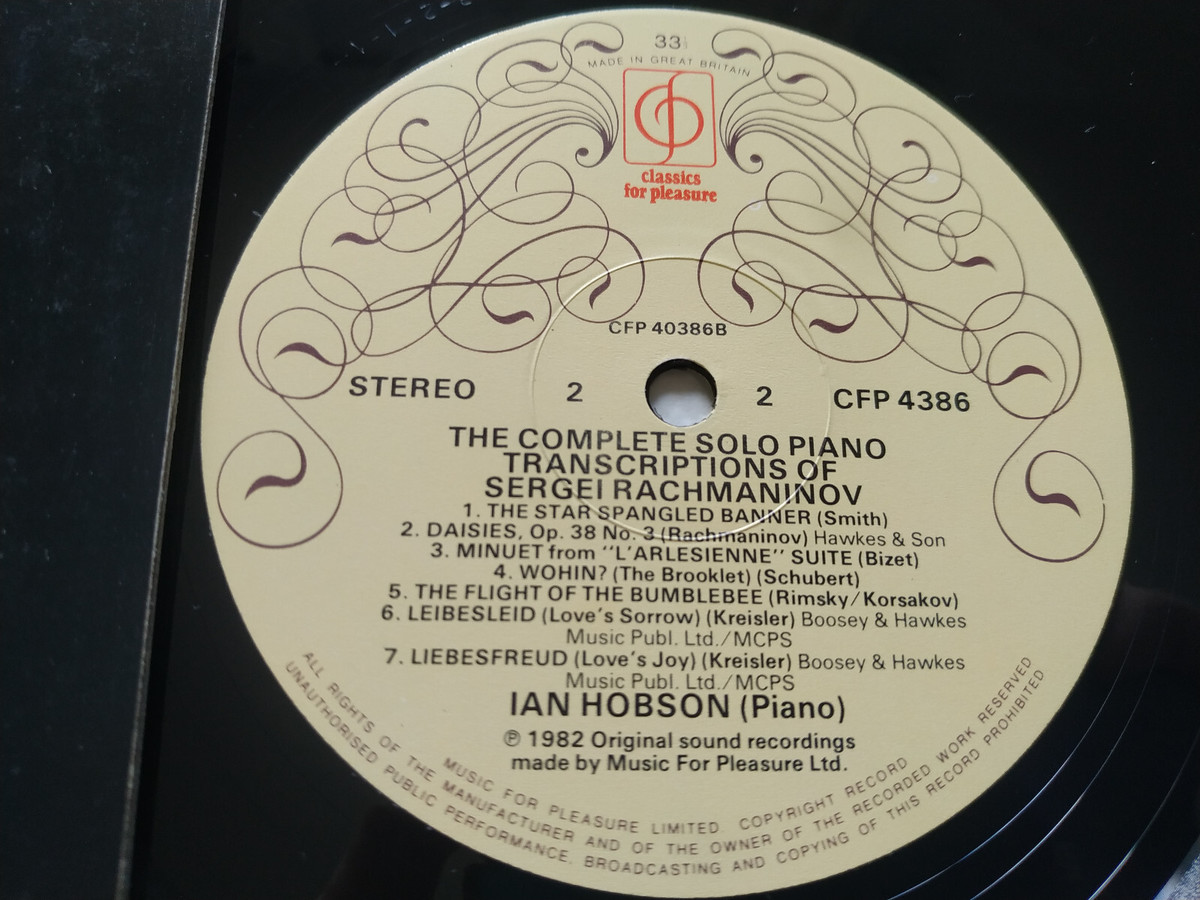 33⅓
MADE IN GREAT BRITAIN
classics
for pleasure
CFP 40386B
STEREO 2 2 CFP 4386
THE COMPLETE SOLO PIANO
TRANSCRIPTIONS OF
SERGEI RACHMANINOV
1. THE STAR SPANGLED BANNER (Smith)
2. DAISIES, Op. 38 No. 3 (Rachmaninov) Hawkes & Son
3. MINUET from "L'ARLESIENNE" SUITE (Bizet)
4. WOHIN? (The Brooklet) (Schubert)
5. THE FLIGHT OF THE BUMBLEBEE (Rimsky/Korsakov)
6. LEIBESLEID (Love's Sorrow) (Kreisler) Boosey & Hawkes
Music Publ. Ltd./MCPS
7. LIEBESFREUD (Love's Joy) (Kreisler) Boosey & Hawkes
Music Publ. Ltd./MCPS
IAN HOBSON (Piano)
℗ 1982 Original sound recordings
made by Music For Pleasure Ltd.
MUSIC FOR PLEASURE LIMITED. COPYRIGHT RECORD
ALL RIGHTS OF THE MANUFACTURER AND OF THE OWNER OF THE RECORDED WORK RESERVED
UNAUTHORISED PUBLIC PERFORMANCE, BROADCASTING AND COPYING OF THIS RECORD PROHIBITED